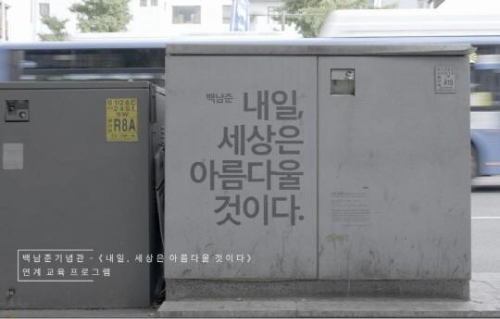 백남준
내일,
세상은
아름다울
것이다.
R8A
백남준기념관 - 《내일, 세상은 아름다울 것이다》
연계 교육 프로그램